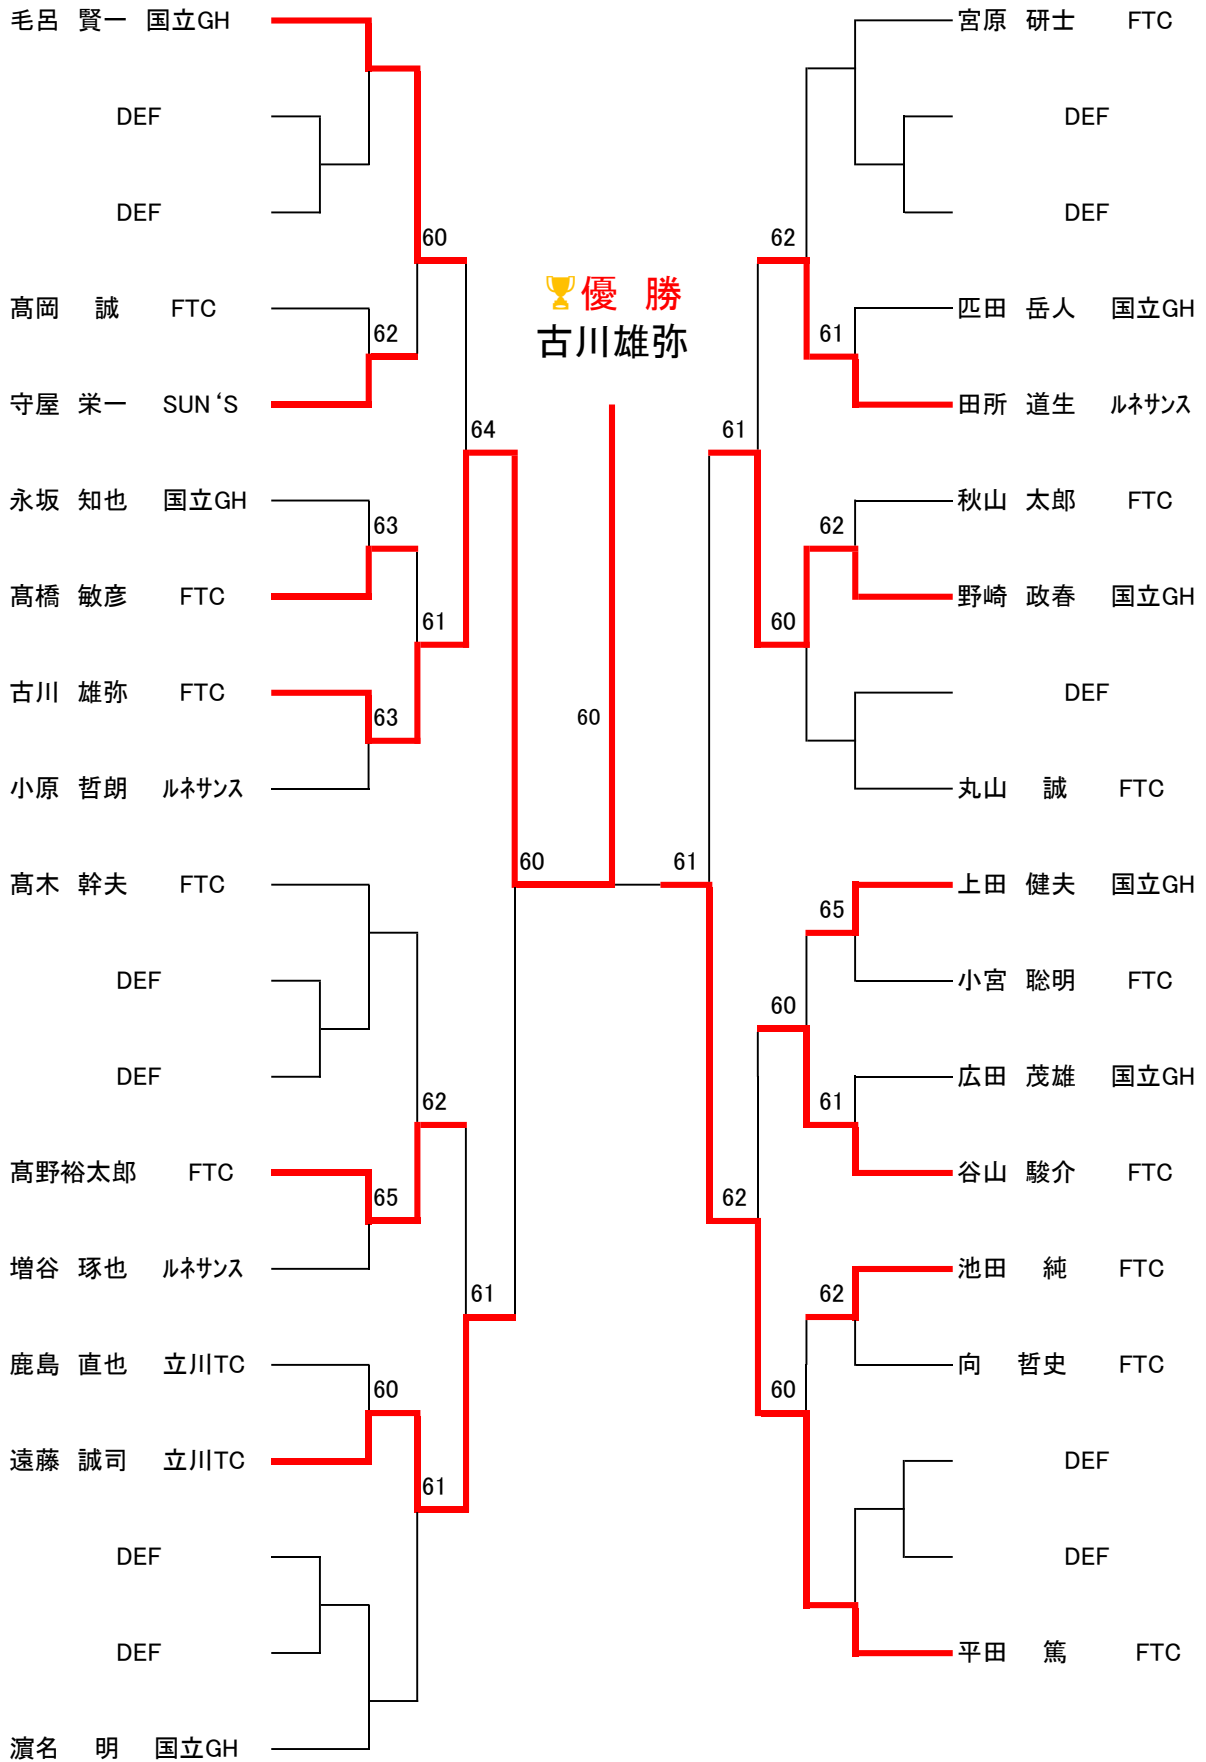 毛呂 賢一 国立GH
DEF
DEF
60
髙岡 誠 FTC
62
守屋 栄一 SUN‘S
64
永坂 知也 国立GH
63
髙橋 敏彦 FTC
61
古川 雄弥 FTC
63
小原 哲朗 ルネサンス
60
髙木 幹夫 FTC
DEF
DEF
62
髙野裕太郎 FTC
65
増谷 琢也 ルネサンス
61
鹿島 直也 立川TC
60
遠藤 誠司 立川TC
61
DEF
DEF
濵名 明 国立GH
🏆優 勝
古川雄弥
60
宮原 研士 FTC
DEF
DEF
62
匹田 岳人 国立GH
61
田所 道生 ルネサンス
61
秋山 太郎 FTC
62
野崎 政春 国立GH
60
DEF
丸山 誠 FTC
61
上田 健夫 国立GH
65
小宮 聡明 FTC
60
広田 茂雄 国立GH
61
谷山 駿介 FTC
62
池田 純 FTC
62
向 哲史 FTC
60
DEF
DEF
平田 篤 FTC